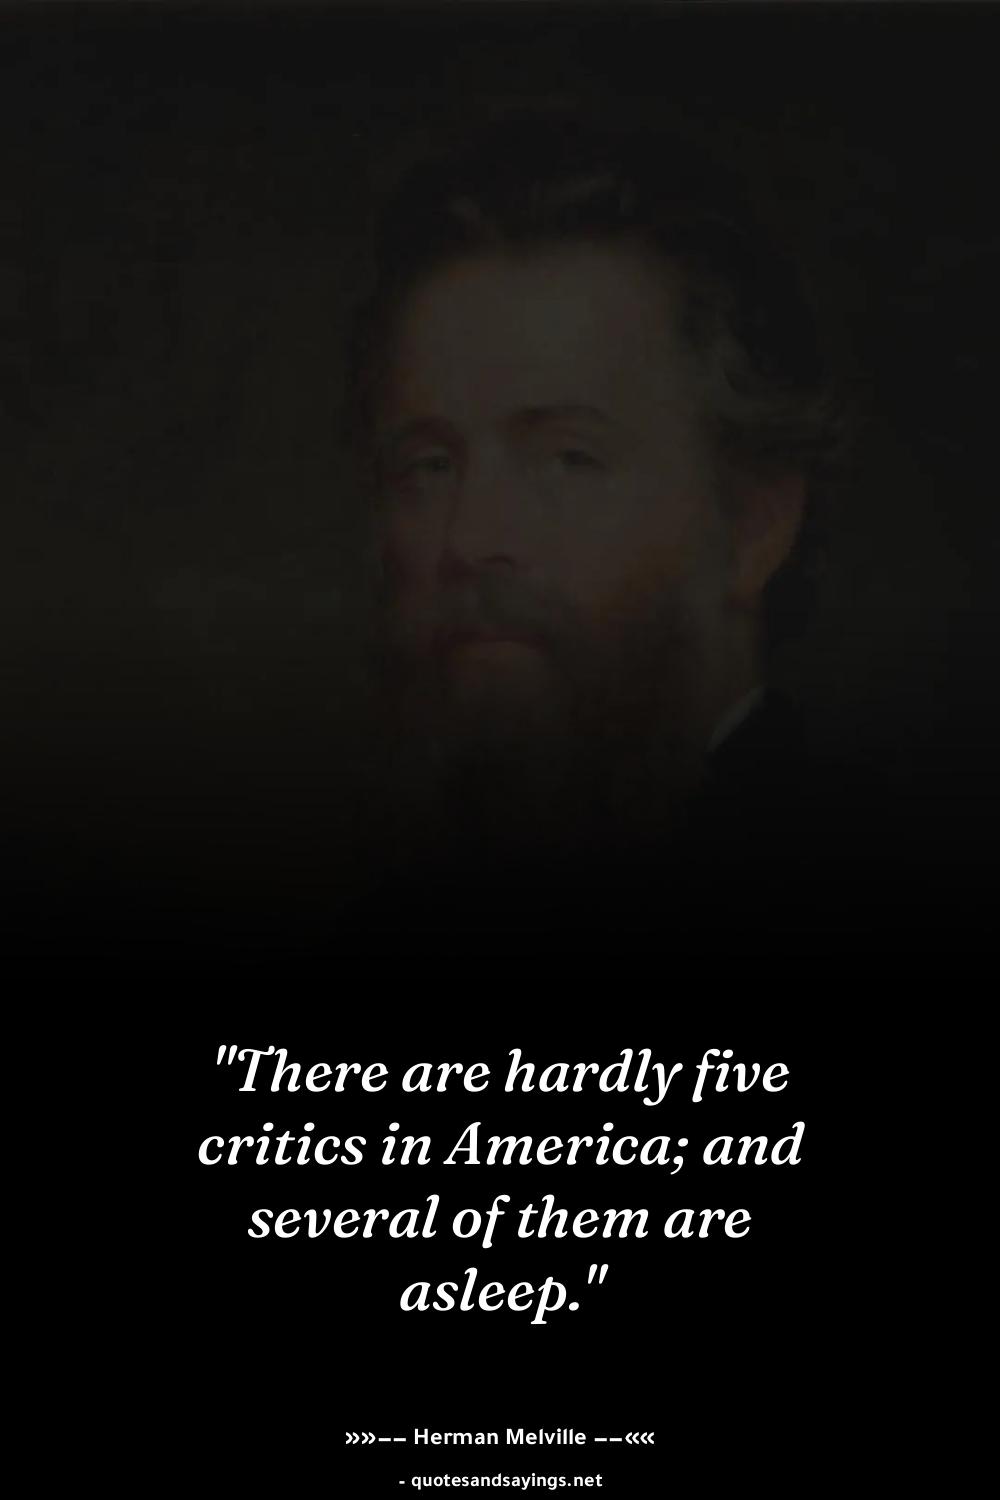 "There are hardly five
critics in America; and
several of them are
asleep."
»»–– Herman Melville ––««
- quotesandsayings.net